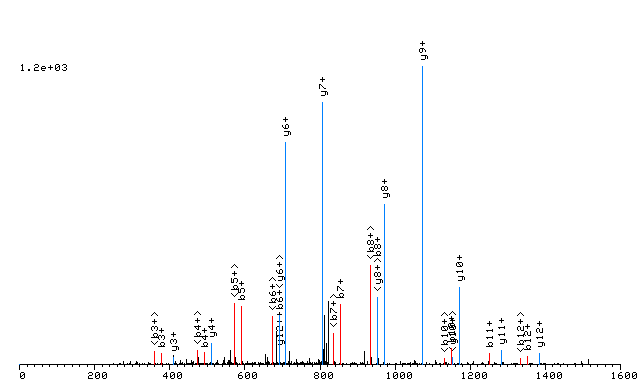 1.2e+03
y9+
y7+
y6+
y8+
<b8+>
<y8+>
b8+
<y6+>
<b6+>
b6+
y12++
<b5+>
b5+
b7+
<b7+>
y10+
<b3+>
b3+
y3+
<b4+>
b4+
y4+
<b10+>
b11+
y11+
<b12+>
b12+
y12+
0
200
400
600
800
1000
1200
1400
1600